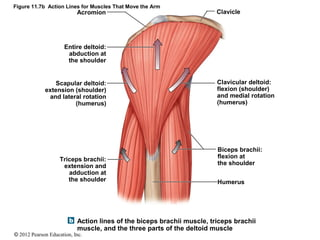 Figure 11.7b Action Lines for Muscles That Move the Arm
Acromion
Clavicle
Entire deltoid:
abduction at
the shoulder
Scapular deltoid:
extension (shoulder)
and lateral rotation
(humerus)
Clavicular deltoid:
flexion (shoulder)
and medial rotation
(humerus)
Triceps brachii:
extension and
adduction at
the shoulder
Biceps brachii:
flexion at
the shoulder
Humerus
b Action lines of the biceps brachii muscle, triceps brachii
muscle, and the three parts of the deltoid muscle
© 2012 Pearson Education, Inc.